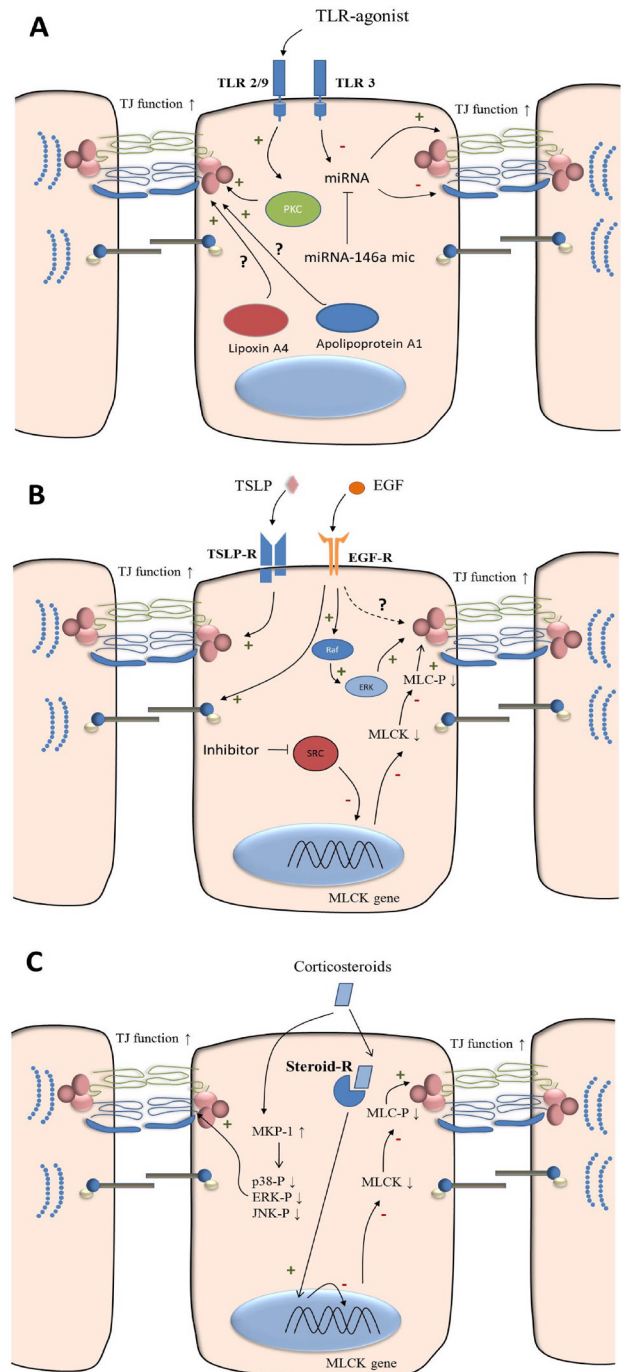 A
TLR-agonist
TLR 2/9
TLR 3
TJ function ↑
TJ function ↑
+
-
+
miRNA
-
+
PKC
+
+
?
?
miRNA-146a mic
Lipoxin A4
Apolipoprotein A1
B
TSLP
EGF
TSLP-R
EGF-R
TJ function ↑
TJ function ↑
?
+
+
Raf
+
+
ERK
+
MLC-P ↓
+
-
Inhibitor
SRC
MLCK ↓
-
-
MLCK gene
C
Corticosteroids
TJ function ↑
TJ function ↑
Steroid-R
+
MLC-P ↓
+
MKP-1 ↑
-
p38-P ↓
ERK-P ↓
JNK-P ↓
MLCK ↓
-
+
-
MLCK gene